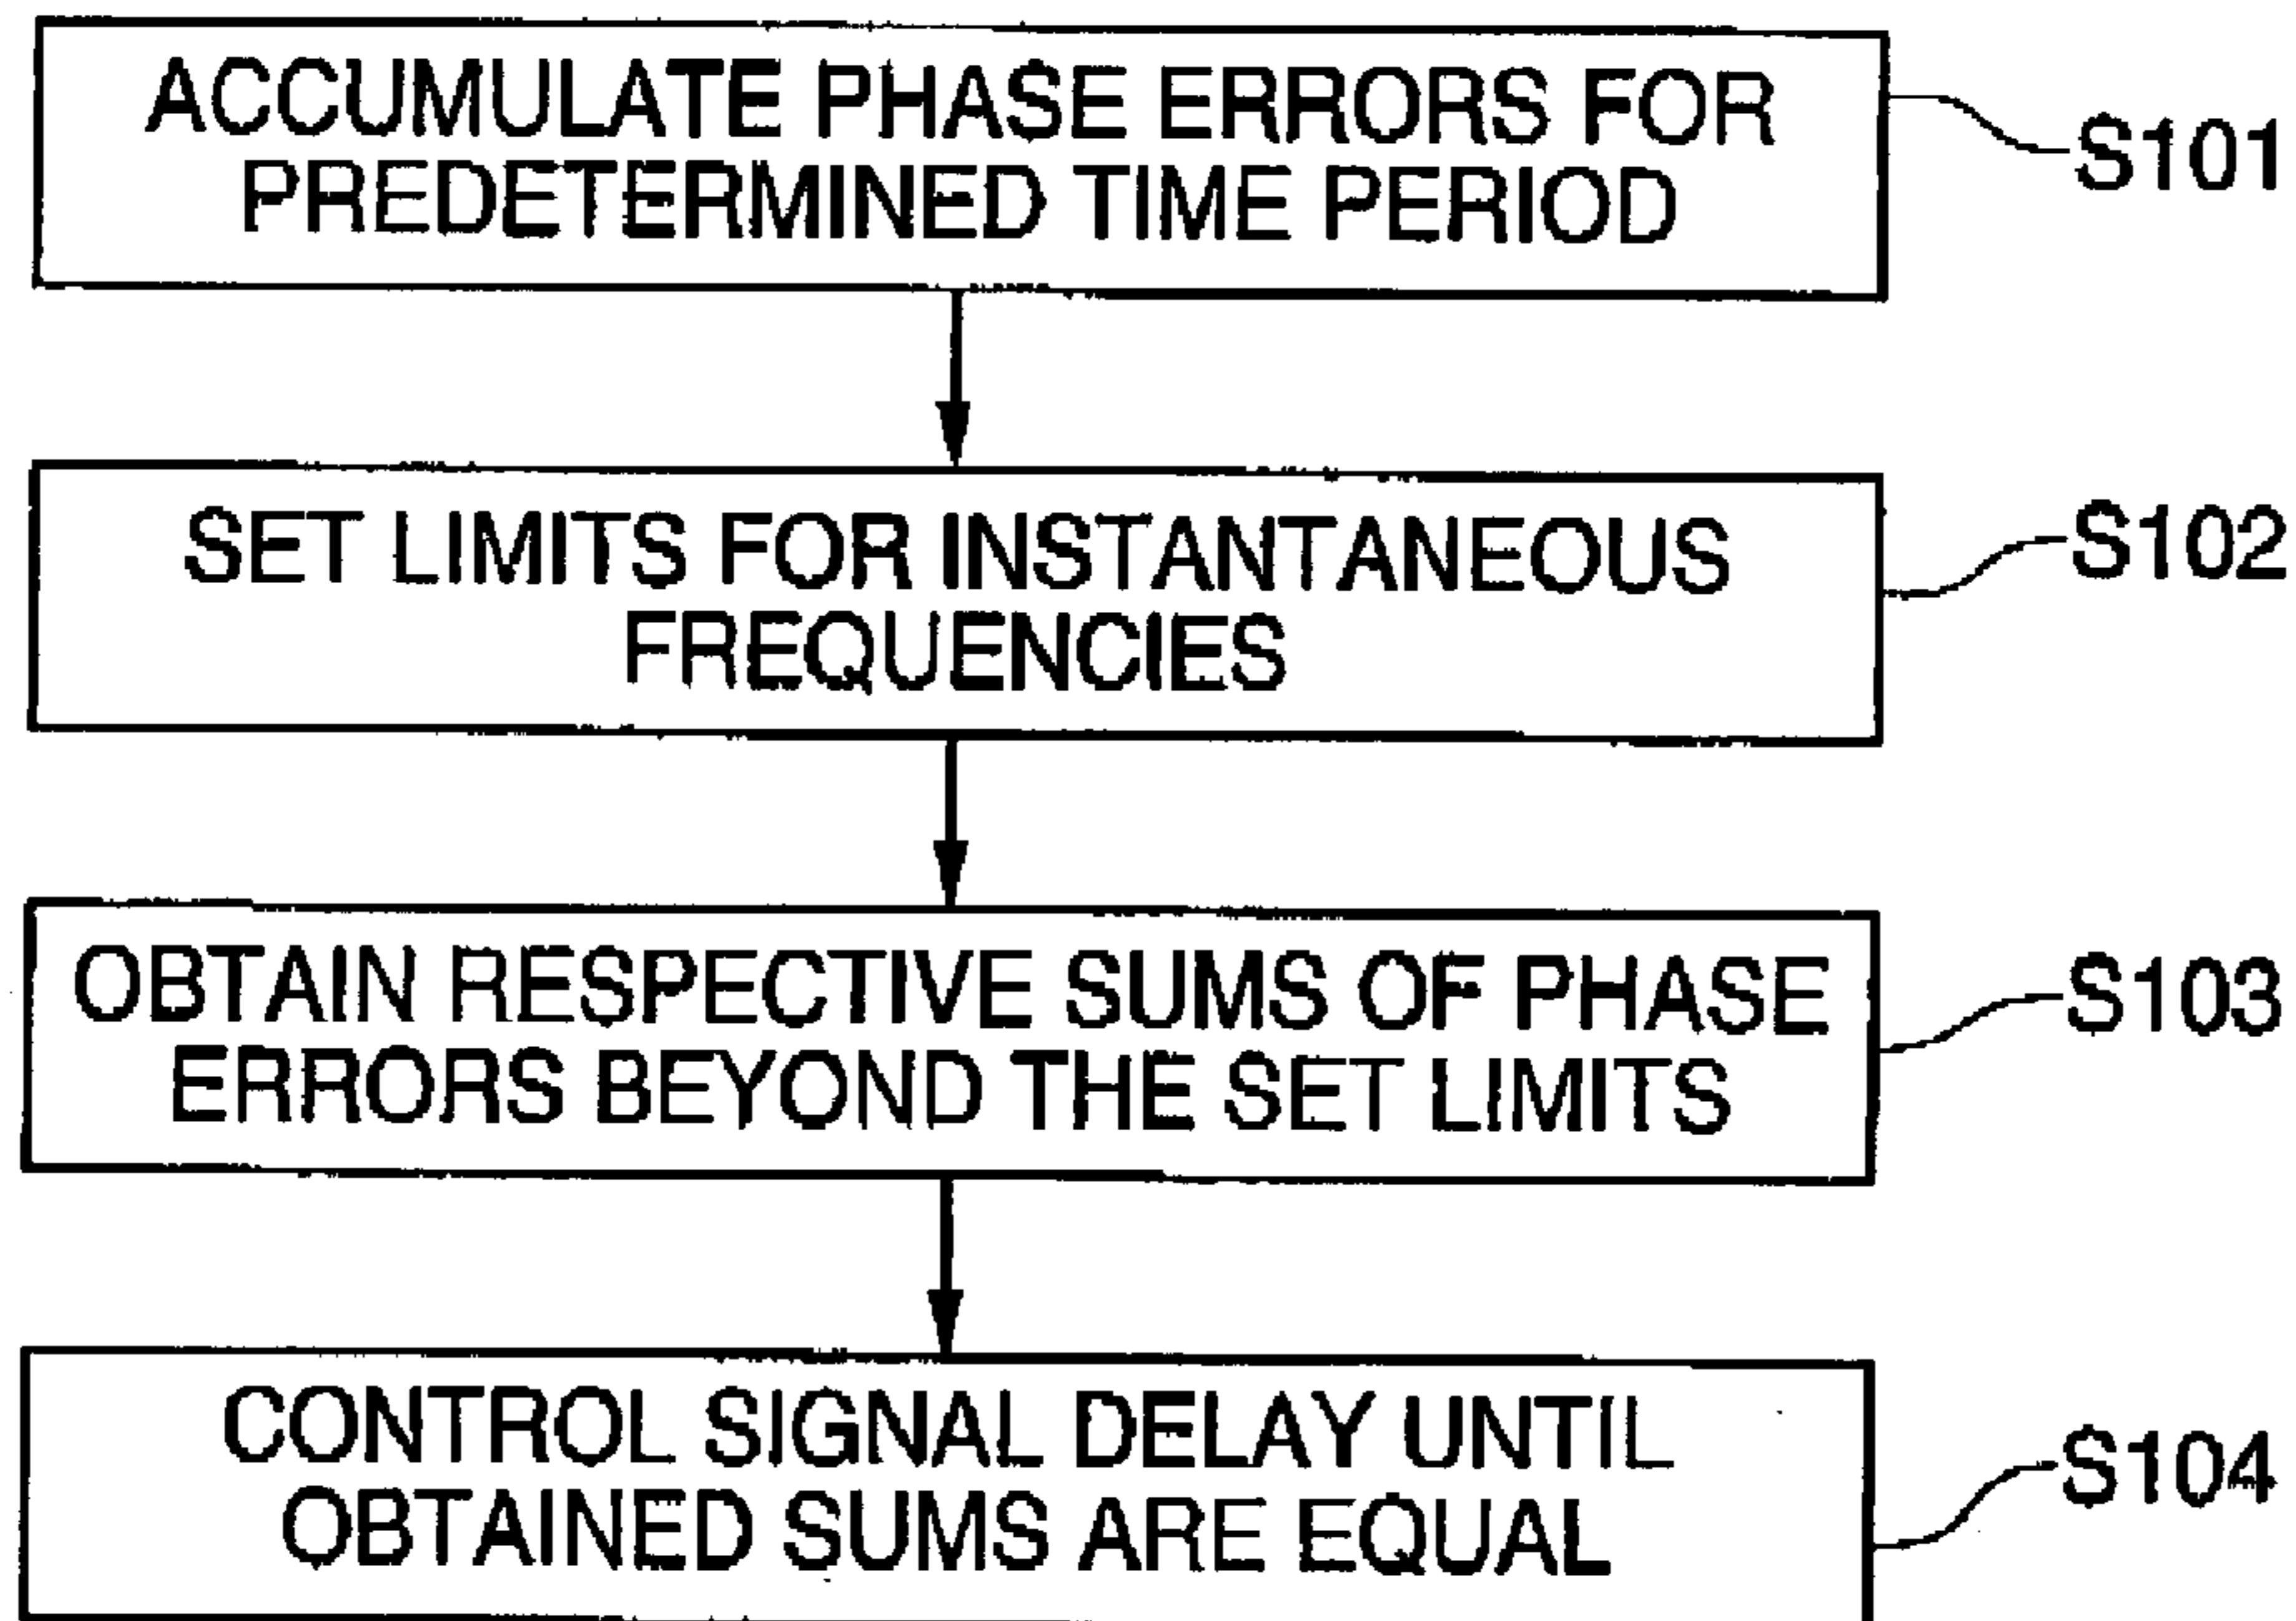 ACCUMULATE PHASE ERRORS FOR
PREDETERMINED TIME PERIOD
S101
SET LIMITS FOR INSTANTANEOUS
FREQUENCIES
S102
OBTAIN RESPECTIVE SUMS OF PHASE
ERRORS BEYOND THE SET LIMITS
S103
CONTROL SIGNAL DELAY UNTIL
OBTAINED SUMS ARE EQUAL
S104